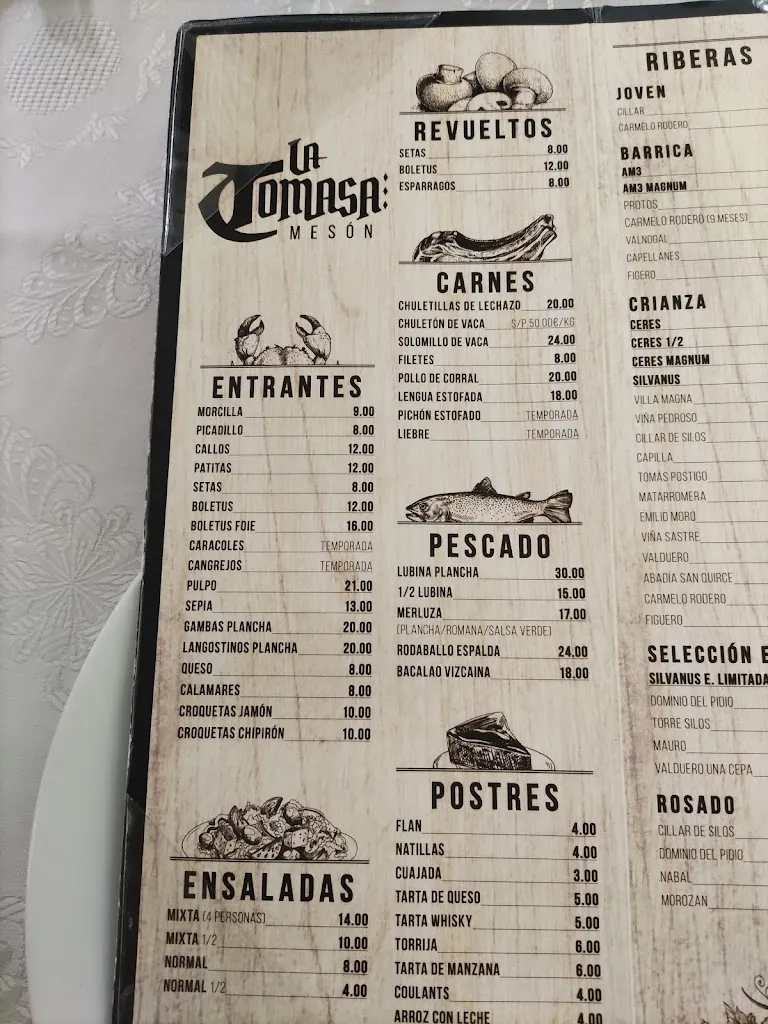 LA
TOMASA
MESÓN
ENTRANTES
MORCILLA 9.00
PICADILLO 8.00
CALLOS 12.00
PATITAS 12.00
SETAS 8.00
BOLETUS 12.00
BOLETUS FOIE 16.00
CARACOLES TEMPORADA
CANGREJOS TEMPORADA
PULPO 21.00
SEPIA 13.00
GAMBAS PLANCHA 20.00
LANGOSTINOS PLANCHA 20.00
QUESO 8.00
CALAMARES 8.00
CROQUETAS JAMÓN 10.00
CROQUETAS CHIPIRÓN 10.00
ENSALADAS
MIXTA (4 PERSONAS) 14.00
MIXTA 1/2 10.00
NORMAL 8.00
NORMAL 1/2 4.00
REVUELTOS
SETAS 8.00
BOLETUS 12.00
ESPARRAGOS 8.00
CARNES
CHULETILLAS DE LECHAZO 20.00
CHULETÓN DE VACA S/P 50.00€/KG
SOLOMILLO DE VACA 24.00
FILETES 8.00
POLLO DE CORRAL 20.00
LENGUA ESTOFADA 18.00
PICHÓN ESTOFADO TEMPORADA
LIEBRE TEMPORADA
PESCADO
LUBINA PLANCHA 30.00
1/2 LUBINA 15.00
MERLUZA 17.00
(PLANCHA/ROMANA/SALSA VERDE)
RODABALLO ESPALDA 24.00
BACALAO VIZCAINA 18.00
POSTRES
FLAN 4.00
NATILLAS 4.00
CUAJADA 3.00
TARTA DE QUESO 5.00
TARTA WHISKY 5.00
TORRIJA 6.00
TARTA DE MANZANA 6.00
COULANTS 4.00
ARROZ CON LECHE 4.00
RIBERAS
JOVEN
CILLAR
CARMELO RODERO
BARRICA
AM3
AM3 MAGNUM
PROTOS
CARMELO RODERO (9 MESES)
VALNOGAL
CAPELLANES
FIGERO
CRIANZA
CERES
CERES 1/2
CERES MAGNUM
SILVANUS
VILLA MAGNA
VIÑA PEDROSO
CILLAR DE SILOS
CAPILLA
TOMÁS POSTIGO
MATARROMERA
EMILIO MORO
VIÑA SASTRE
VALDUERO
ABADÍA SAN QUIRCE
CARMELO RODERO
FIGUERO
SELECCIÓN E
SILVANUS E. LIMITADA
DOMINIO DEL PIDIO
TORRE SILOS
MAURO
VALDUERO UNA CEPA
ROSADO
CILLAR DE SILOS
DOMINIO DEL PIDIO
NABAL
MOROZAN